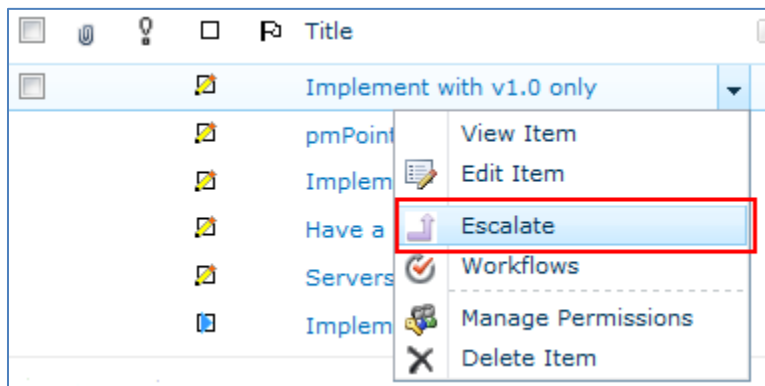 Title
Implement with v1.0 only
View Item
pmPoint
Edit Item
Implem
Escalate
Have a
Workflows
Servers
Manage Permissions
Implem
Delete Item